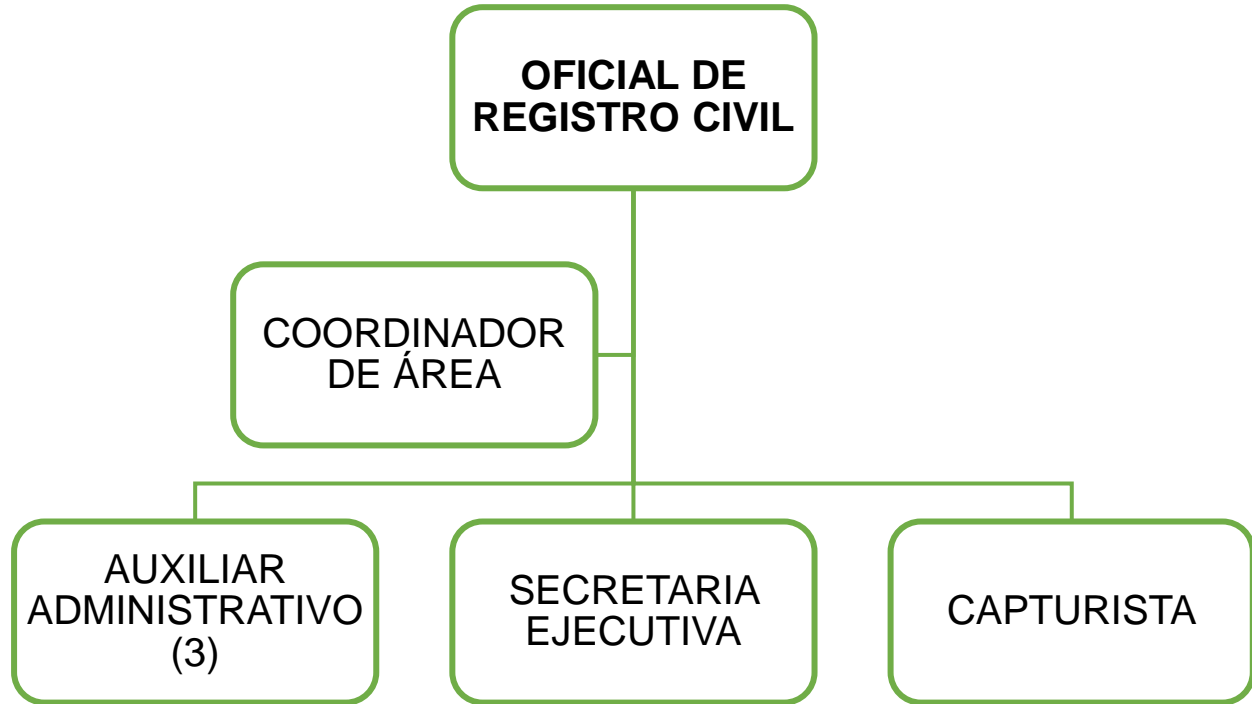 OFICIAL DE
REGISTRO CIVIL
COORDINADOR
DE ÁREA
AUXILIAR
ADMINISTRATIVO
(3)
SECRETARIA
EJECUTIVA
CAPTURISTA